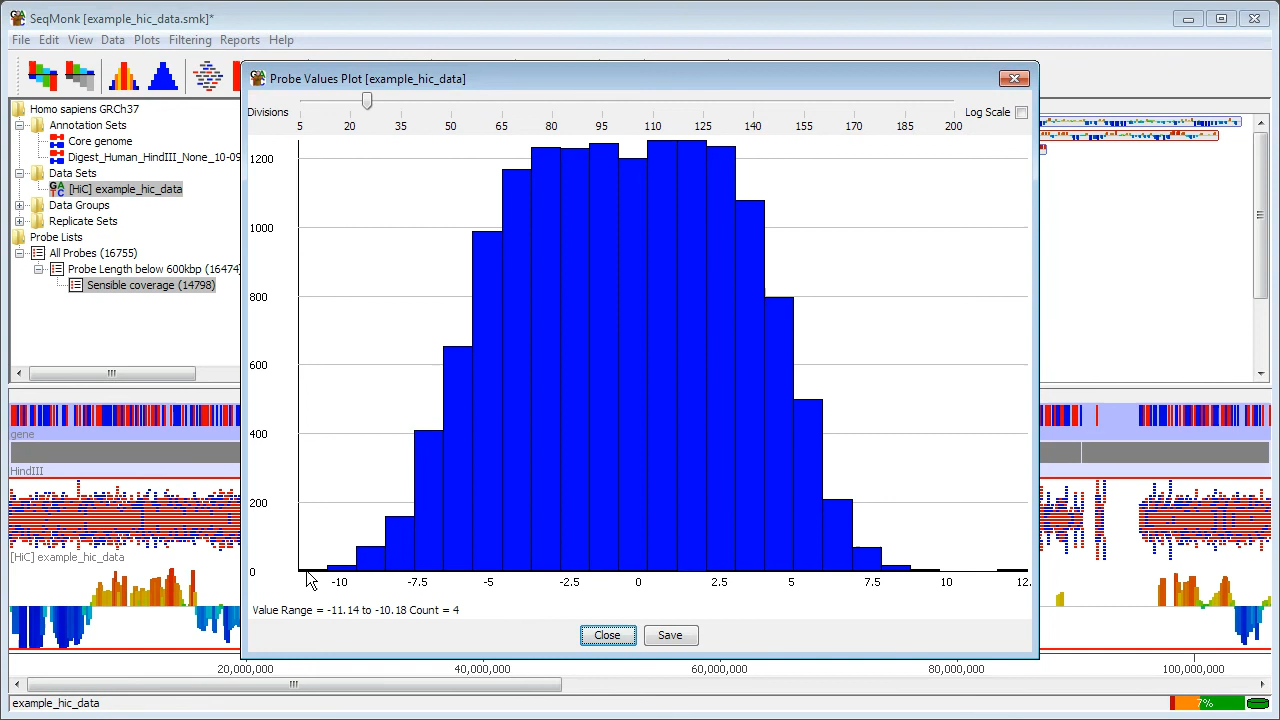 SeqMonk [example_hic_data.smk]*
File Edit View Data Plots Filtering Reports Help
Probe Values Plot [example_hic_data]
Divisions
5 35 65 95 110 125 155 170 185 200
Log Scale
Homo sapiens GRCh37
Annotation Sets
Core genome
Digest_Human_HindIII_None_10-09
Data Sets
[HiC] example_hic_data
Data Groups
Replicate Sets
Probe Lists
All Probes (16755)
Probe Length below 600kbp (16474
Sensible coverage (14798)
1200
1000
800
600
400
200
0
-10 -7.5 -5 -2.5 0 2.5 5 7.5 10 12.
Value Range = -11.14 to -10.18 Count = 4
Close Save
gene
HindIII
[HiC] example_hic_data
20,000,000 40,000,000 60,000,000 80,000,000 100,000,000
example_hic_data
7%